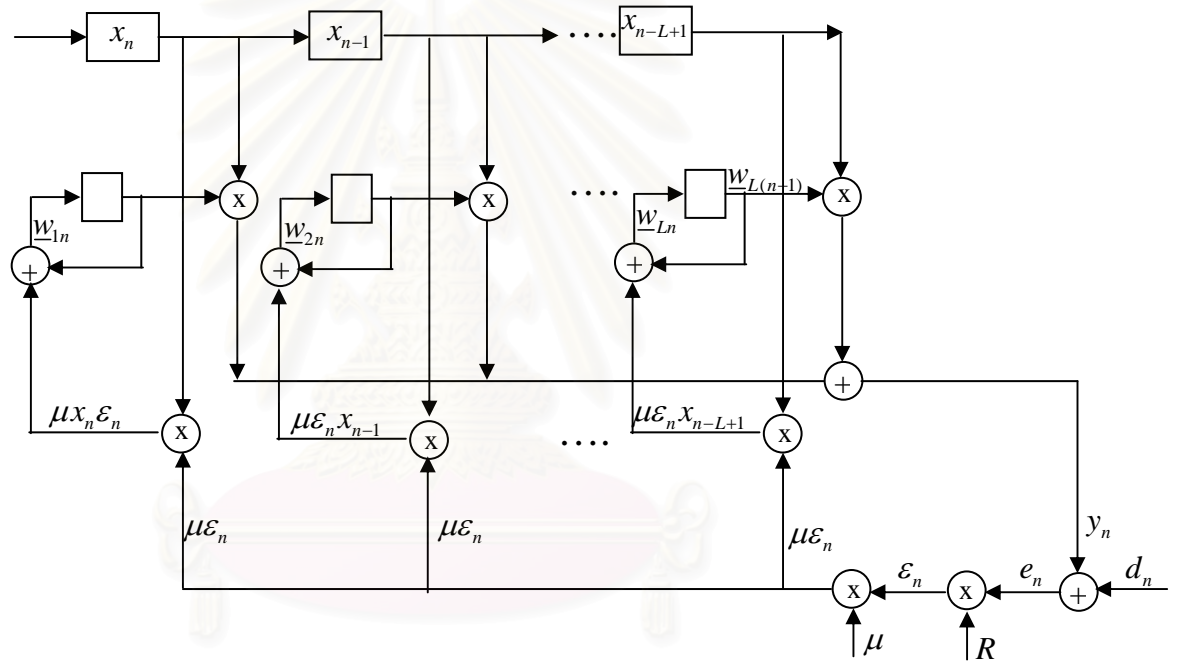 x_n
x_{n-1}
....
x_{n-L+1}
x
x
....
w_{L(n-1)}
x
w_{1n}
w_{2n}
w_{Ln}
+
+
+
+
μx_nε_n
x
με_nx_{n-1}
x
....
με_nx_{n-L+1}
x
με_n
με_n
με_n
y_n
x
ε_n
x
e_n
+
d_n
μ
R